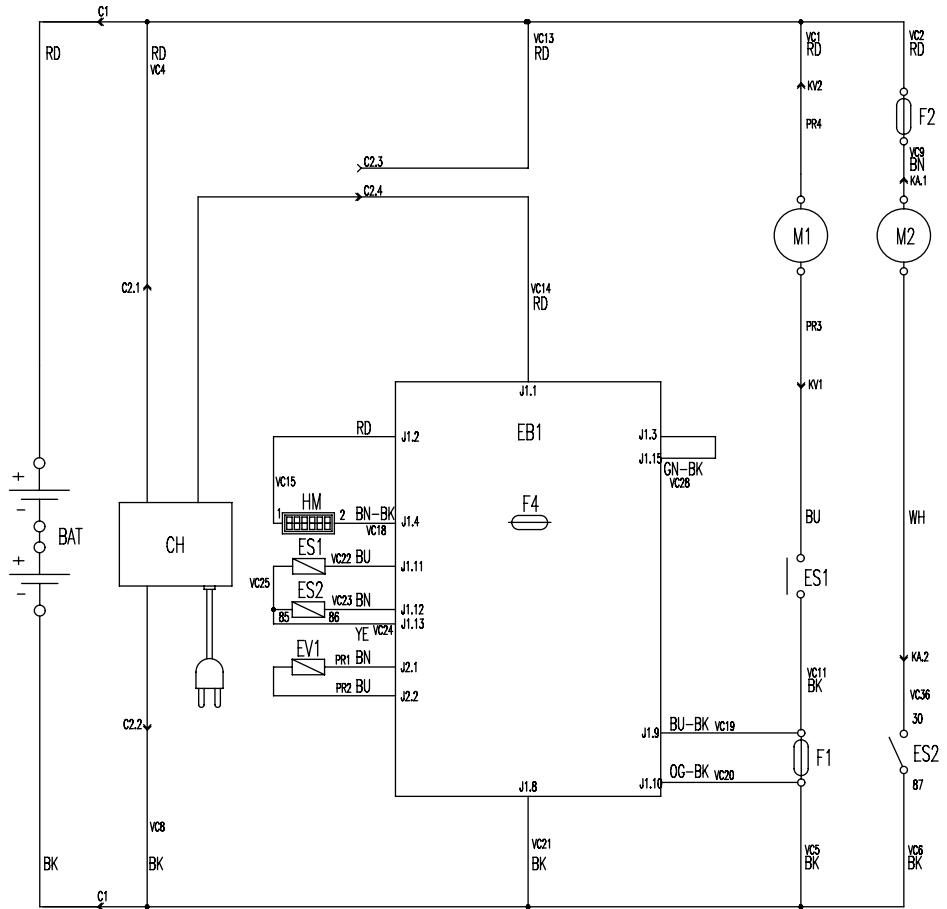 C1
RD
RD
VC4
VC13
RD
VC1
RD
VC2
RD
KV2
PR4
F2
VC9
BN
KA.1
C2.3
C2.4
M1
M2
C2.1
VC14
RD
PR3
KV1
J1.1
RD
J1.2
EB1
J1.3
J1.15
GN-BK
VC28
VC15
HM
1
2
BN-BK
VC18
J1.4
F4
+
-
BAT
+
-
CH
BU
WH
ES1
VC22 BU
J1.11
VC25
ES2
VC23 BN
J1.12
85
86
YE
VC24
J1.13
ES1
EV1
PR1 BN
J2.1
PR2 BU
J2.2
KA.2
VC11
BK
VC36
30
C2.2
J1.9
BU-BK VC19
F1
ES2
J1.10
OG-BK VC20
87
J1.8
VC8
BK
BK
VC21
BK
VC5
BK
VC6
BK
C1